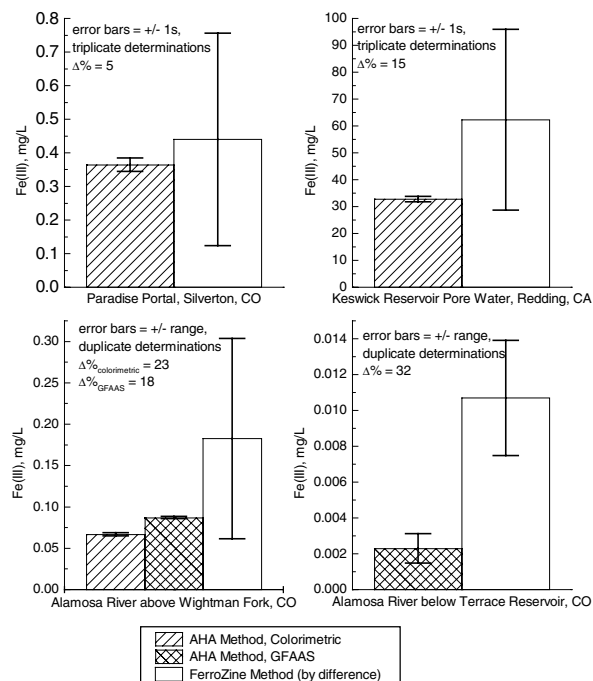 error bars = +/- 1s,
triplicate determinations
Δ% = 5
0.8
0.7
0.6
0.5
0.4
0.3
0.2
0.1
0.0
Fe(III), mg/L
Paradise Portal, Silverton, CO
error bars = +/- 1s,
triplicate determinations
Δ% = 15
100
90
80
70
60
50
40
30
20
10
0
Fe(III), mg/L
Keswick Reservoir Pore Water, Redding, CA
error bars = +/- range,
duplicate determinations
Δ%colorimetric = 23
Δ%GFAAS = 18
0.30
0.25
0.20
0.15
0.10
0.05
0.00
Fe(III), mg/L
Alamosa River above Wightman Fork, CO
error bars = +/- range,
duplicate determinations
Δ% = 32
0.014
0.012
0.010
0.008
0.006
0.004
0.002
0.000
Fe(III), mg/L
Alamosa River below Terrace Reservoir, CO
AHA Method, Colorimetric
AHA Method, GFAAS
FerroZine Method (by difference)